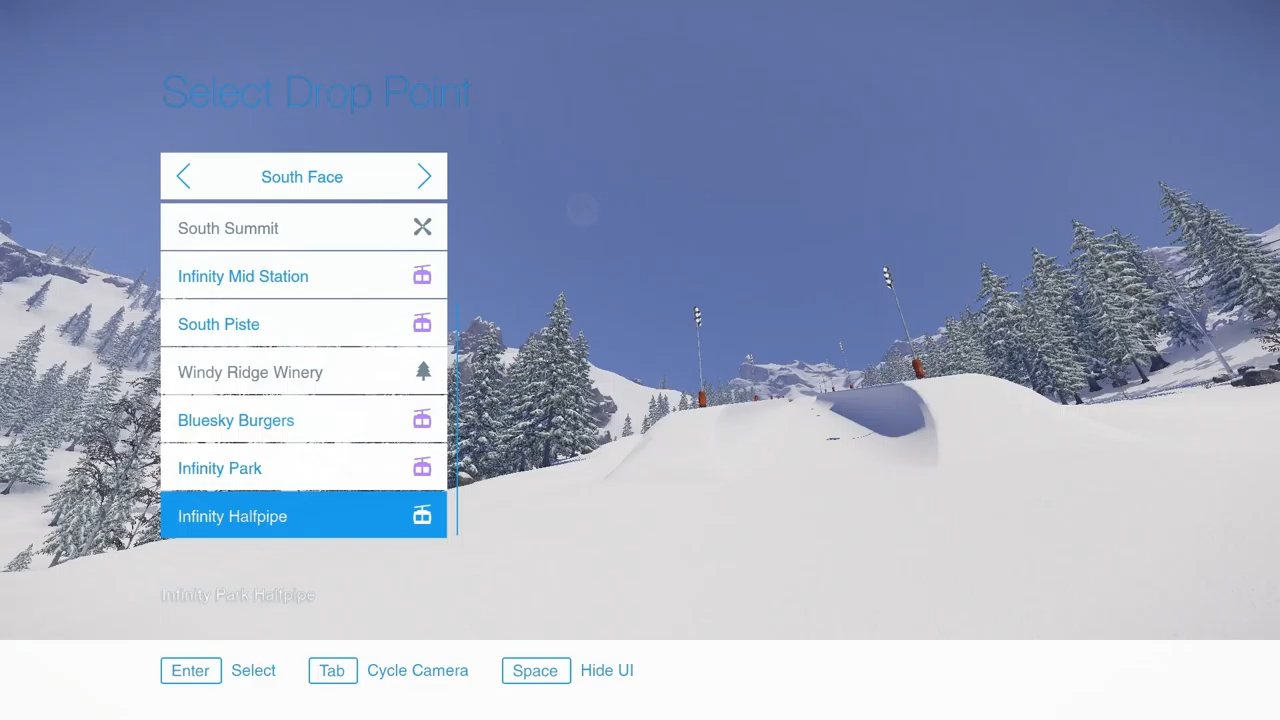 Select Drop Point
South Face
South Summit
Infinity Mid Station
South Piste
Windy Ridge Winery
Bluesky Burgers
Infinity Park
Infinity Halfpipe
Infinity Park Halfpipe
Enter Select Tab Cycle Camera Space Hide UI